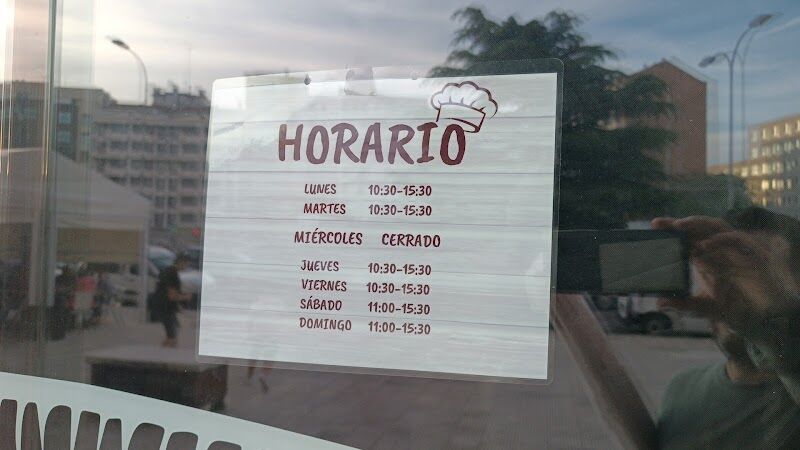 HORARIO
LUNES 10:30-15:30
MARTES 10:30-15:30
MIÉRCOLES CERRADO
JUEVES 10:30-15:30
VIERNES 10:30-15:30
SÁBADO 11:00-15:30
DOMINGO 11:00-15:30